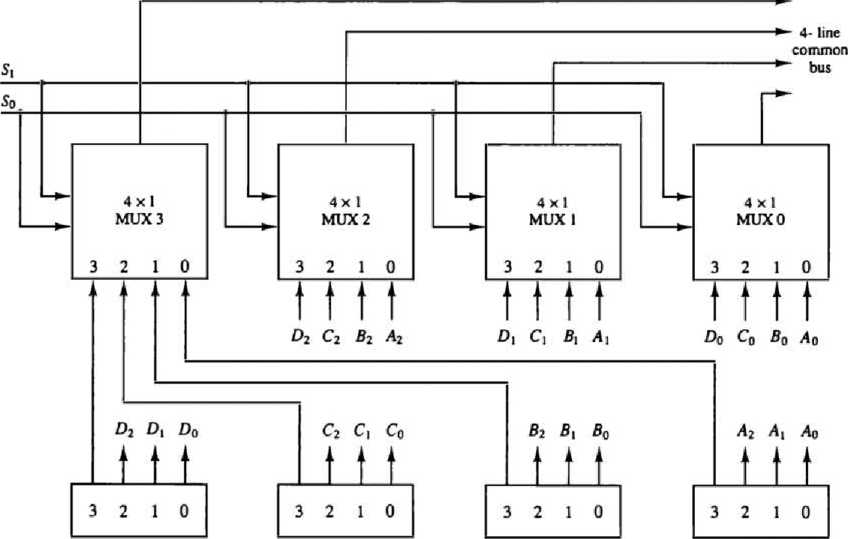 4- line
common
bus
S1
S0
4 × 1
MUX 3
3 2 1 0
4 × 1
MUX 2
3 2 1 0
4 × 1
MUX 1
3 2 1 0
4 × 1
MUX 0
3 2 1 0
D2 C2 B2 A2
D1 C1 B1 A1
D0 C0 B0 A0
D2 D1 D0
C2 C1 C0
B2 B1 B0
A2 A1 A0
3 2 1 0
3 2 1 0
3 2 1 0
3 2 1 0